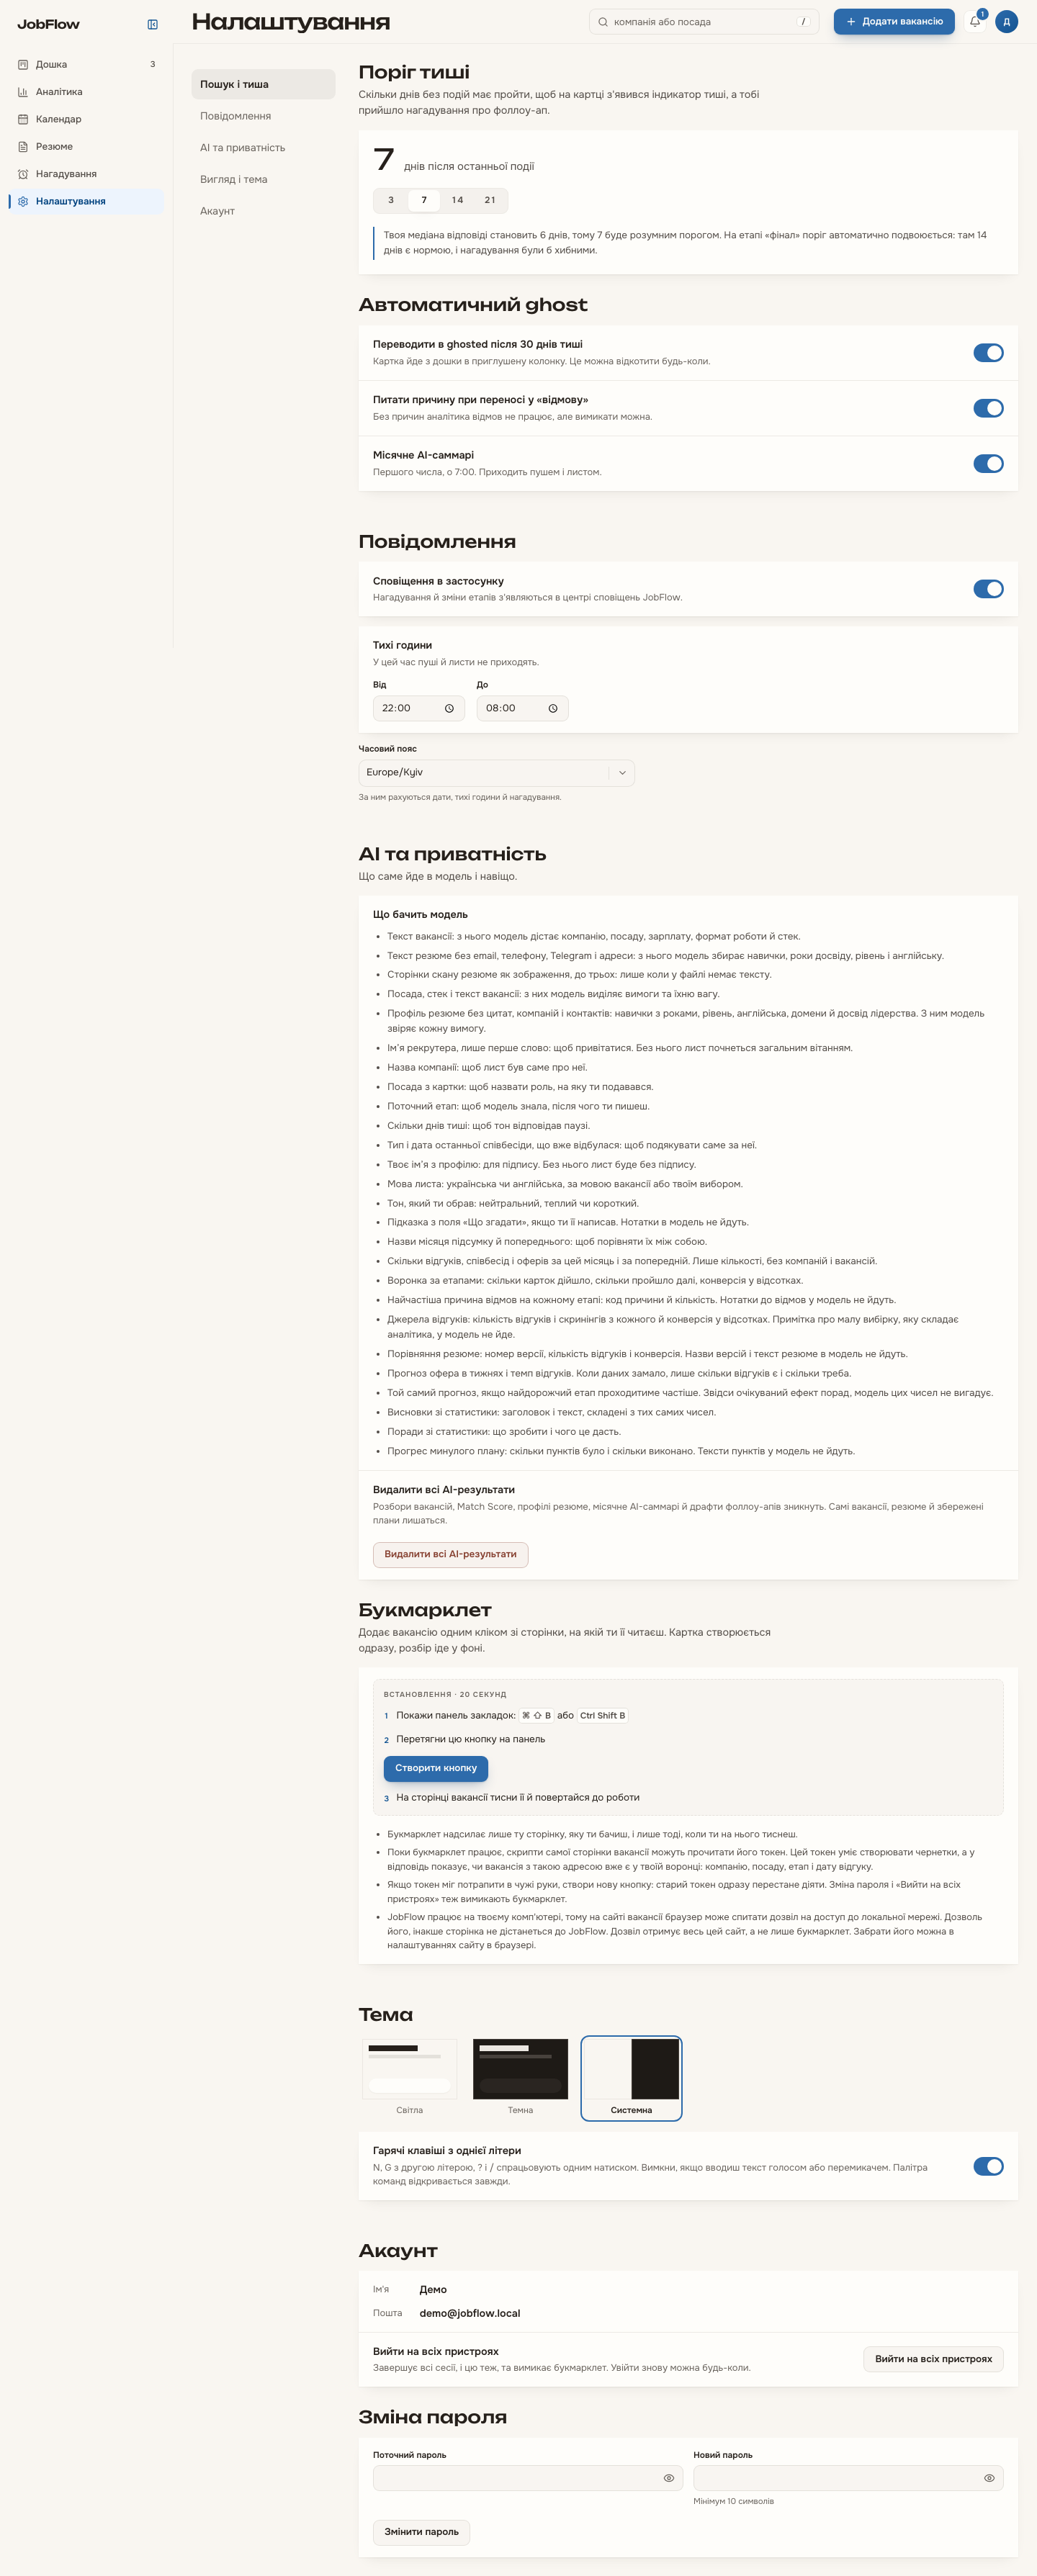 JobFlow
Налаштування
компанія або посада
/
Додати вакансію
1
Д
Дошка
3
Аналітика
Календар
Резюме
Нагадування
Налаштування
Пошук і тиша
Повідомлення
AI та приватність
Вигляд і тема
Акаунт
Поріг тиші
Скільки днів без подій має пройти, щоб на картці з'явився індикатор тиші, а тобі
прийшло нагадування про фоллоу-ап.
7 днів після останньої події
3 7 14 21
Твоя медіана відповіді становить 6 днів, тому 7 буде розумним порогом. На етапі «фінал» поріг автоматично подвоюється: там 14
днів є нормою, і нагадування були б хибними.
Автоматичний ghost
Переводити в ghosted після 30 днів тиші
Картка йде з дошки в приглушену колонку. Це можна відкотити будь-коли.
Питати причину при переносі у «відмову»
Без причин аналітика відмов не працює, але вимикати можна.
Місячне AI-саммарі
Першого числа, о 7:00. Приходить пушем і листом.
Повідомлення
Сповіщення в застосунку
Нагадування й зміни етапів з'являються в центрі сповіщень JobFlow.
Тихі години
У цей час пуші й листи не приходять.
Від До
22:00 08:00
Часовий пояс
Europe/Kyiv
За ним рахуються дати, тихі години й нагадування.
AI та приватність
Що саме йде в модель і навіщо.
Що бачить модель
• Текст вакансії: з нього модель дістає компанію, посаду, зарплату, формат роботи й стек.
• Текст резюме без email, телефону, Telegram і адреси: з нього модель збирає навички, роки досвіду, рівень і англійську.
• Сторінки скану резюме як зображення, до трьох: лише коли у файлі немає тексту.
• Посада, стек і текст вакансії: з них модель виділяє вимоги та їхню вагу.
• Профіль резюме без цитат, компаній і контактів: навички з роками, рівень, англійська, домени й досвід лідерства. З ним модель
звіряє кожну вимогу.
• Ім’я рекрутера, лише перше слово: щоб привітатися. Без нього лист почнеться загальним вітанням.
• Назва компанії: щоб лист був саме про неї.
• Посада з картки: щоб назвати роль, на яку ти подавався.
• Поточний етап: щоб модель знала, після чого ти пишеш.
• Скільки днів тиші: щоб тон відповідав паузі.
• Тип і дата останньої співбесіди, що вже відбулася: щоб подякувати саме за неї.
• Твоє ім’я з профілю: для підпису. Без нього лист буде без підпису.
• Мова листа: українська чи англійська, за мовою вакансії або твоїм вибором.
• Тон, який ти обрав: нейтральний, теплий чи короткий.
• Підказка з поля «Що згадати», якщо ти її написав. Нотатки в модель не йдуть.
• Назви місяця підсумку й попереднього: щоб порівняти їх між собою.
• Скільки відгуків, співбесід і оферів за цей місяць і за попередній. Лише кількості, без компаній і вакансій.
• Воронка за етапами: скільки карток дійшло, скільки пройшло далі, конверсія у відсотках.
• Найчастіша причина відмов на кожному етапі: код причини й кількість. Нотатки до відмов у модель не йдуть.
• Джерела відгуків: кількість відгуків і скринінгів з кожного й конверсія у відсотках. Примітка про малу вибірку, яку складає
аналітика, у модель не йде.
• Порівняння резюме: номер версії, кількість відгуків і конверсія. Назви версій і текст резюме в модель не йдуть.
• Прогноз офера в тижнях і темп відгуків. Коли даних замало, лише скільки відгуків є і скільки треба.
• Той самий прогноз, якщо найдорожчий етап проходитиме частіше. Звідси очікуваний ефект порад, модель цих чисел не вигадує.
• Висновки зі статистики: заголовок і текст, складені з тих самих чисел.
• Поради зі статистики: що зробити і чого це дасть.
• Прогрес минулого плану: скільки пунктів було і скільки виконано. Тексти пунктів у модель не йдуть.
Видалити всі AI-результати
Розбори вакансій, Match Score, профілі резюме, місячне AI-саммарі й драфти фоллоу-апів зникнуть. Самі вакансії, резюме й збережені
плани лишаться.
Видалити всі AI-результати
Букмарклет
Додає вакансію одним кліком зі сторінки, на якій ти її читаєш. Картка створюється
одразу, розбір іде у фоні.
ВСТАНОВЛЕННЯ · 20 СЕКУНД
1 Покажи панель закладок: ⌘ ⇧ B або Ctrl Shift B
2 Перетягни цю кнопку на панель
Створити кнопку
3 На сторінці вакансії тисни її й повертайся до роботи
• Букмарклет надсилає лише ту сторінку, яку ти бачиш, і лише тоді, коли ти на нього тиснеш.
• Поки букмарклет працює, скрипти самої сторінки вакансії можуть прочитати його токен. Цей токен уміє створювати чернетки, а у
відповідь показує, чи вакансія з такою адресою вже є у твоїй воронці: компанію, посаду, етап і дату відгуку.
• Якщо токен міг потрапити в чужі руки, створи нову кнопку: старий токен одразу перестане діяти. Зміна пароля і «Вийти на всіх
пристроях» теж вимикають букмарклет.
• JobFlow працює на твоєму комп'ютері, тому на сайті вакансії браузер може спитати дозвіл на доступ до локальної мережі. Дозволь
його, інакше сторінка не дістанеться до JobFlow. Дозвіл отримує весь цей сайт, а не лише букмарклет. Забрати його можна в
налаштуваннях сайту в браузері.
Тема
Світла Темна Системна
Гарячі клавіші з однієї літери
N, G з другою літерою, ? і / спрацьовують одним натиском. Вимкни, якщо вводиш текст голосом або перемикачем. Палітра
команд відкривається завжди.
Акаунт
Ім'я Демо
Пошта demo@jobflow.local
Вийти на всіх пристроях
Завершує всі сесії, і цю теж, та вимикає букмарклет. Увійти знову можна будь-коли.
Вийти на всіх пристроях
Зміна пароля
Поточний пароль Новий пароль
Мінімум 10 символів
Змінити пароль